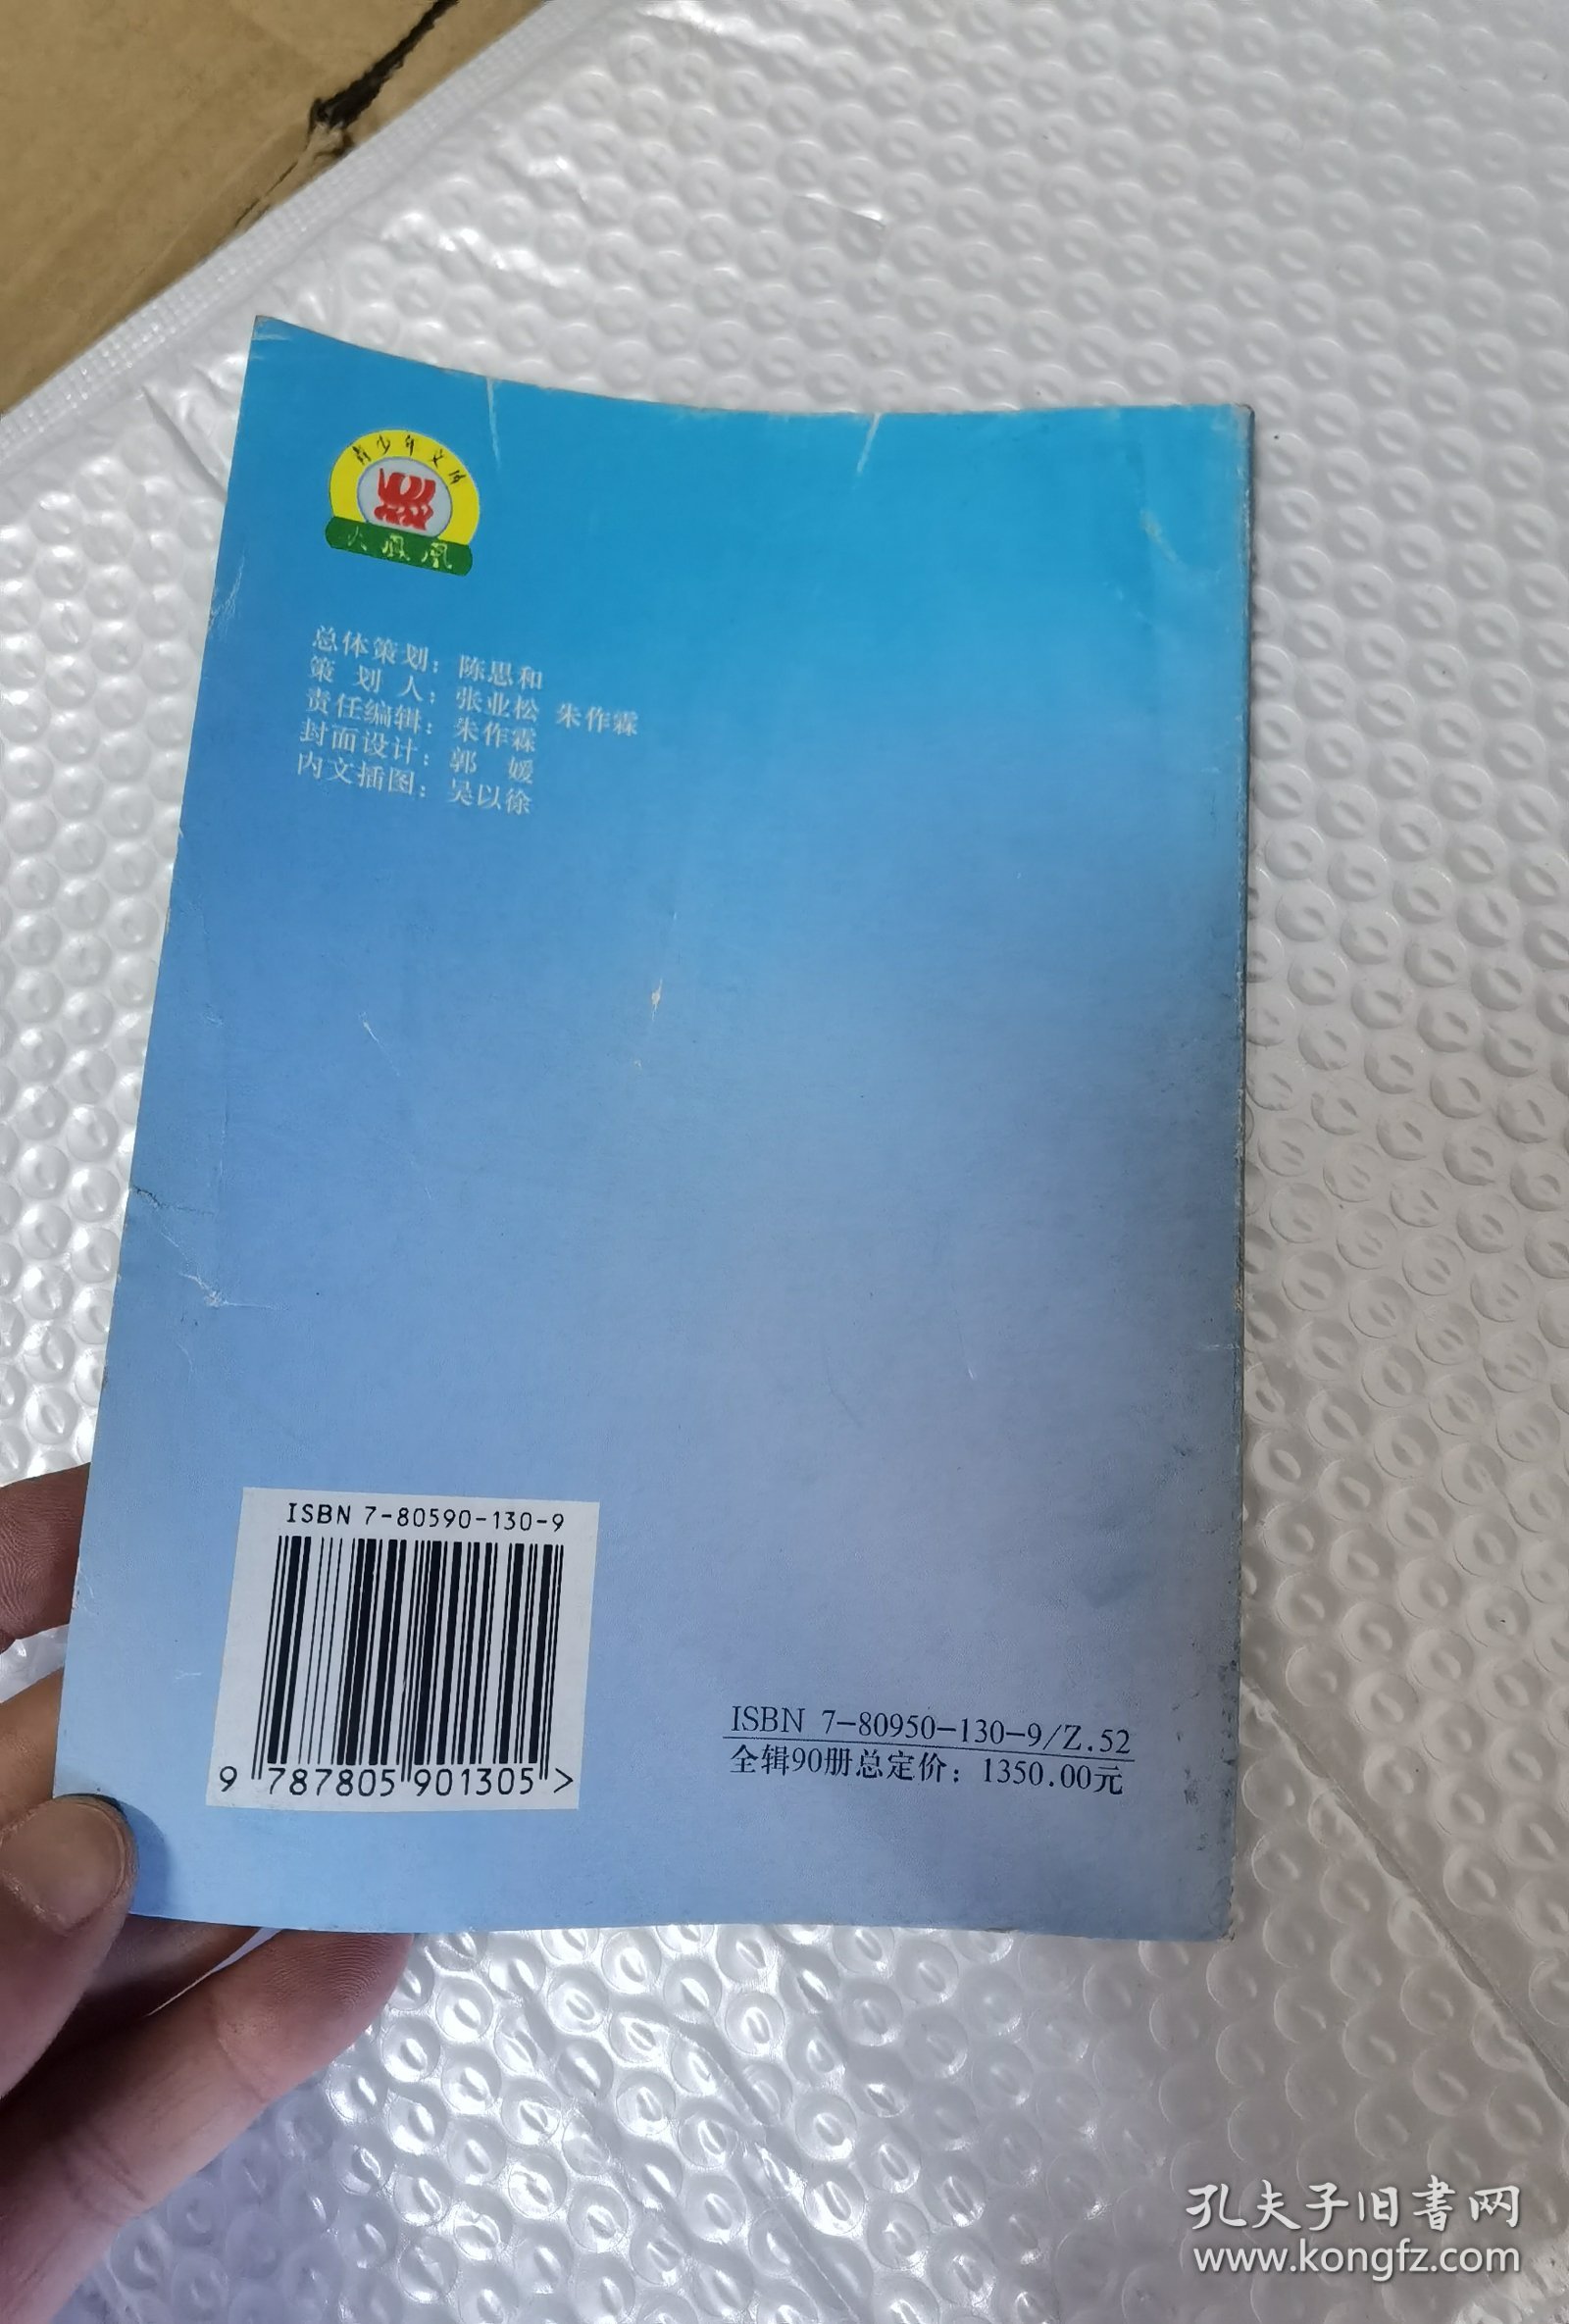 青少年文库
火凤凰
总体策划：陈思和
策 划 人：张业松 朱作霖
责任编辑：朱作霖
封面设计：郭 媛
内文插图：吴以徐
ISBN 7-80590-130-9
9 787805 901305 >
ISBN 7-80950-130-9/Z.52
全辑90册总定价：1350.00元
孔夫子旧书网
www.kongfz.com